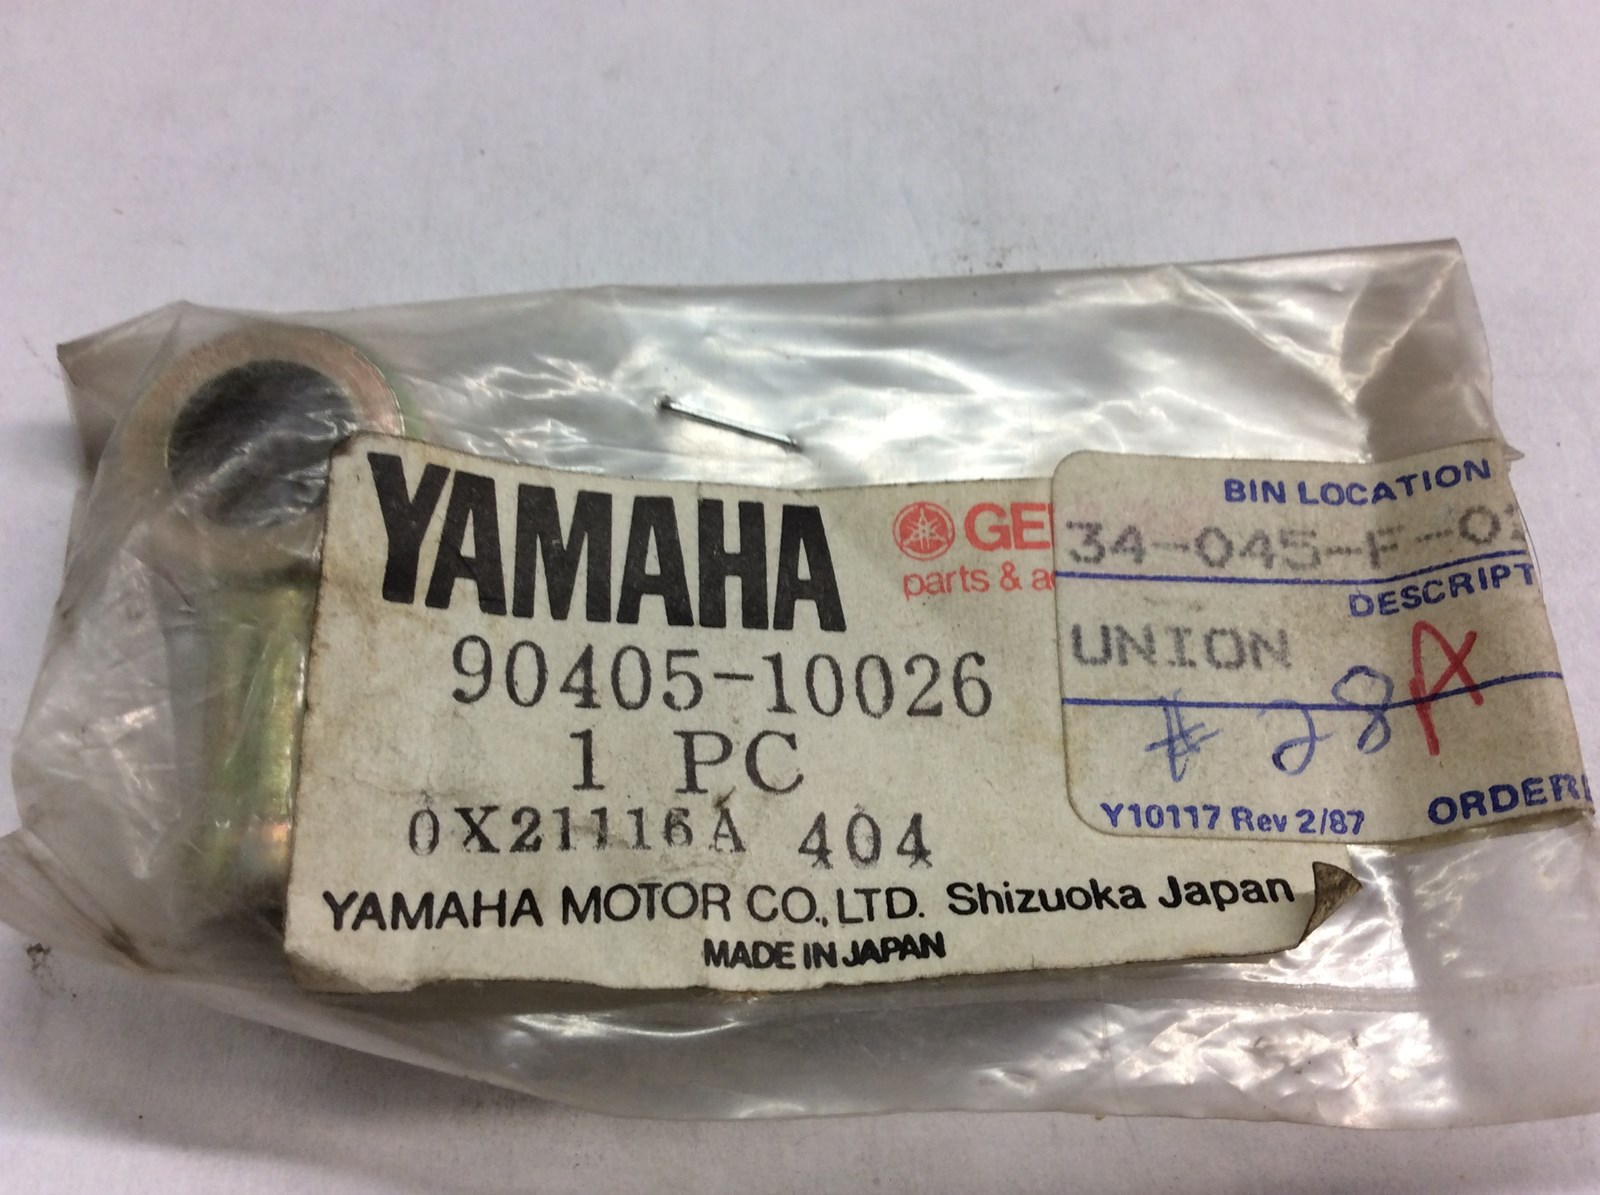 YAMAHA
90405-10026
1 PC
0X21116A 404
YAMAHA MOTOR CO., LTD. Shizuoka Japan
MADE IN JAPAN
GE
parts & a
BIN LOCATION
34-045-F-0
DESCRIPT
UNION
# 28 A
Y10117 Rev 2/87
ORDER